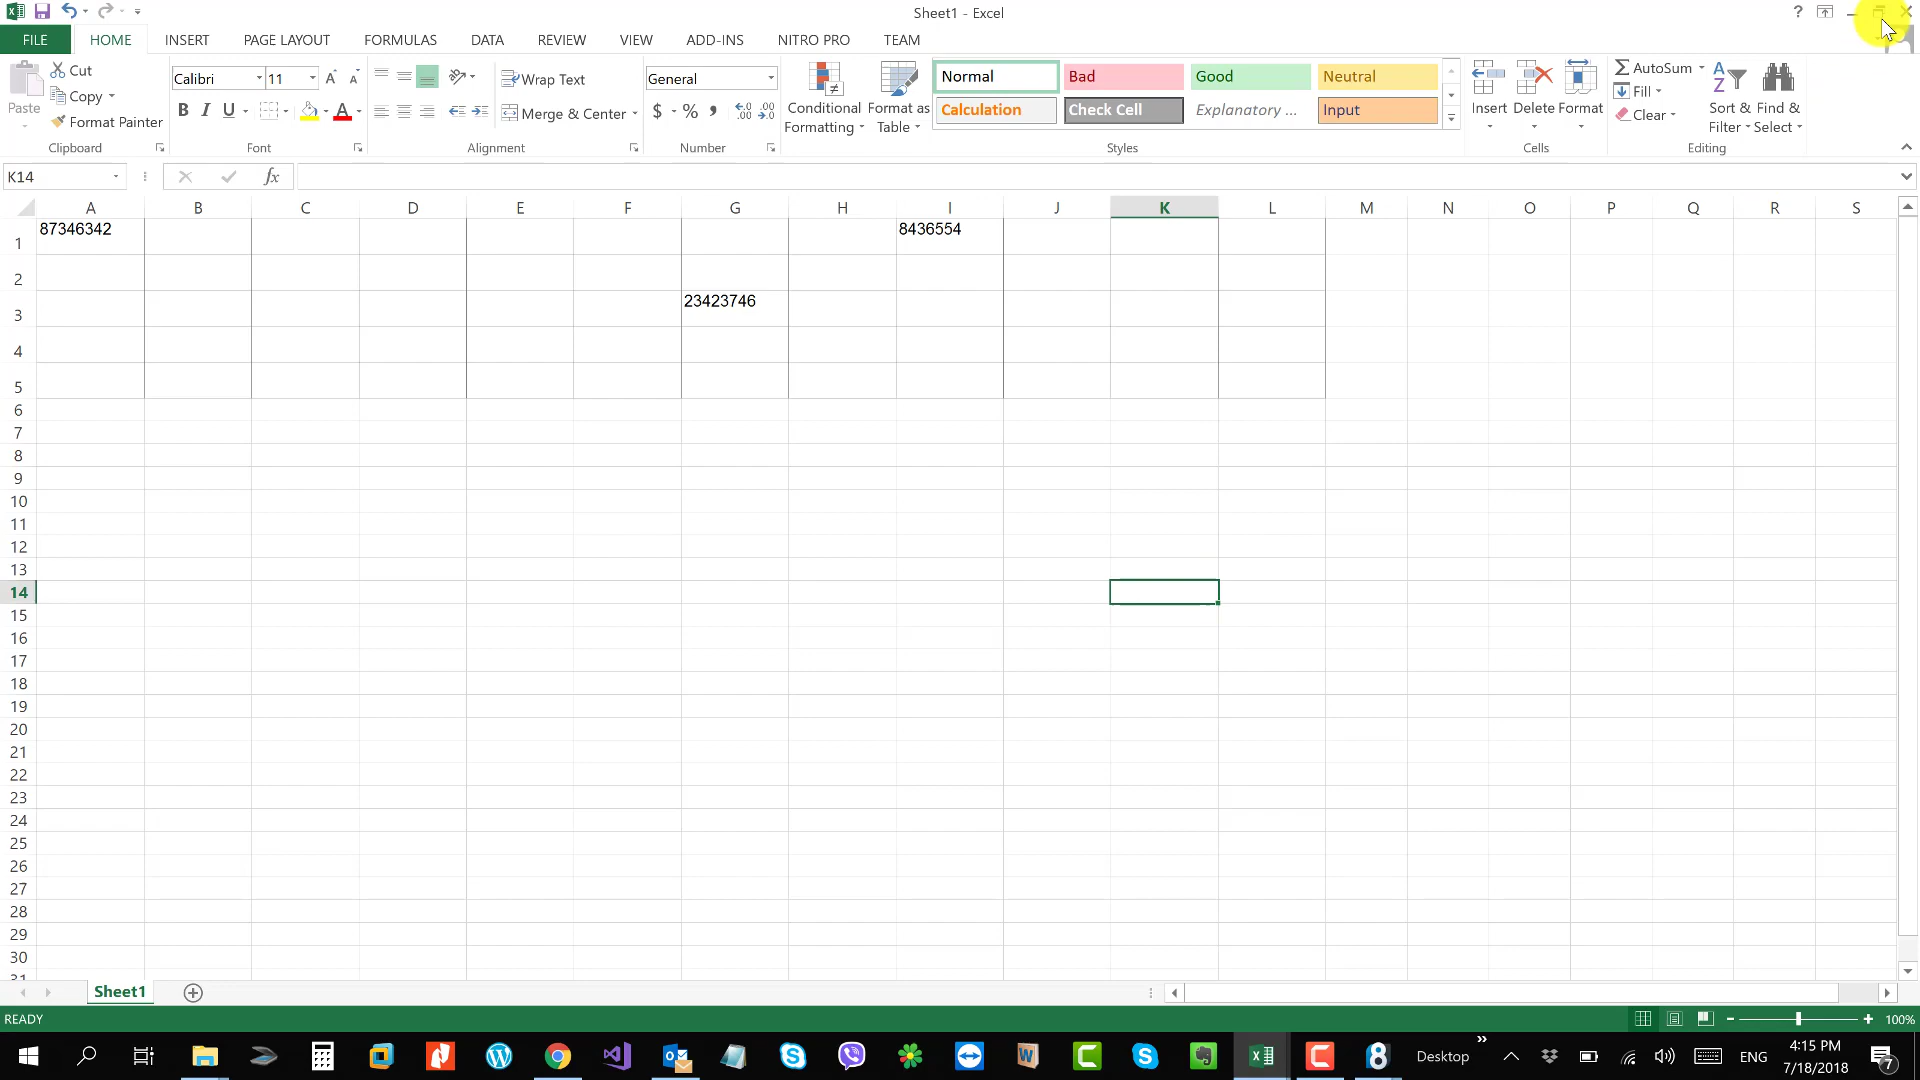 Sheet1 - Excel
?
FILE HOME INSERT PAGE LAYOUT FORMULAS DATA REVIEW VIEW ADD-INS NITRO PRO TEAM
Paste
Cut
Copy
Format Painter
Clipboard
Calibri 11
B I U A
Font
Wrap Text
Merge & Center
Alignment
General
$ %
Number
Conditional Formatting
Format as Table
Normal Bad Good Neutral
Calculation Check Cell Explanatory ... Input
Styles
Insert Delete Format
Cells
AutoSum
Fill
Clear
Sort & Filter
Find & Select
Editing
K14
fx
A B C D E F G H I J K L M N O P Q R S
1 87346342 8436554
2
3 23423746
4
5
6
7
8
9
10
11
12
13
14
15
16
17
18
19
20
21
22
23
24
25
26
27
28
29
30
31
Sheet1
READY
100%
Desktop
ENG
4:15 PM
7/18/2018
7